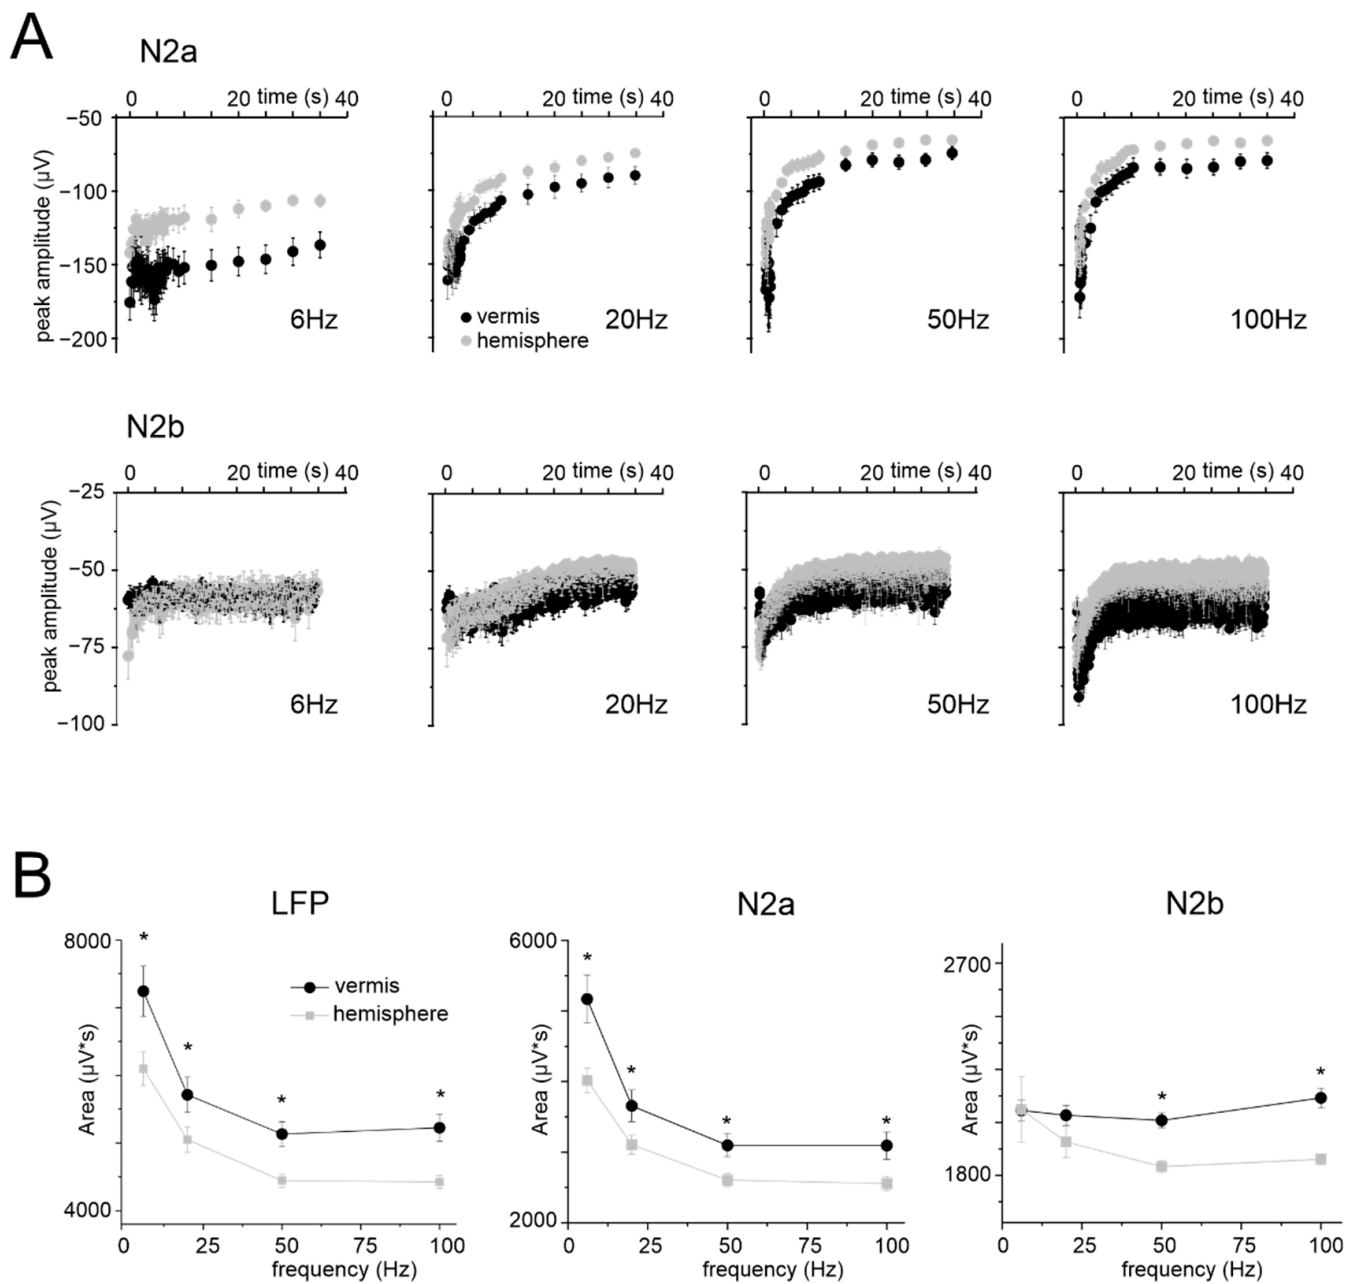 A
N2a
0 20 time (s) 40 0 20 time (s) 40 0 20 time (s) 40 0 20 time (s) 40
−50
−100
−150
−200
peak amplitude (µV)
6Hz
vermis
hemisphere
20Hz
50Hz
100Hz
N2b
0 20 time (s) 40 0 20 time (s) 40 0 20 time (s) 40 0 20 time (s) 40
−25
−50
−75
−100
peak amplitude (µV)
6Hz
20Hz
50Hz
100Hz
B
LFP
8000
4000
Area (µV*s)
* * * *
vermis
hemisphere
0 25 50 75 100
frequency (Hz)
N2a
6000
2000
Area (µV*s)
* * * *
0 25 50 75 100
frequency (Hz)
N2b
2700
1800
Area (µV*s)
* *
0 25 50 75 100
frequency (Hz)